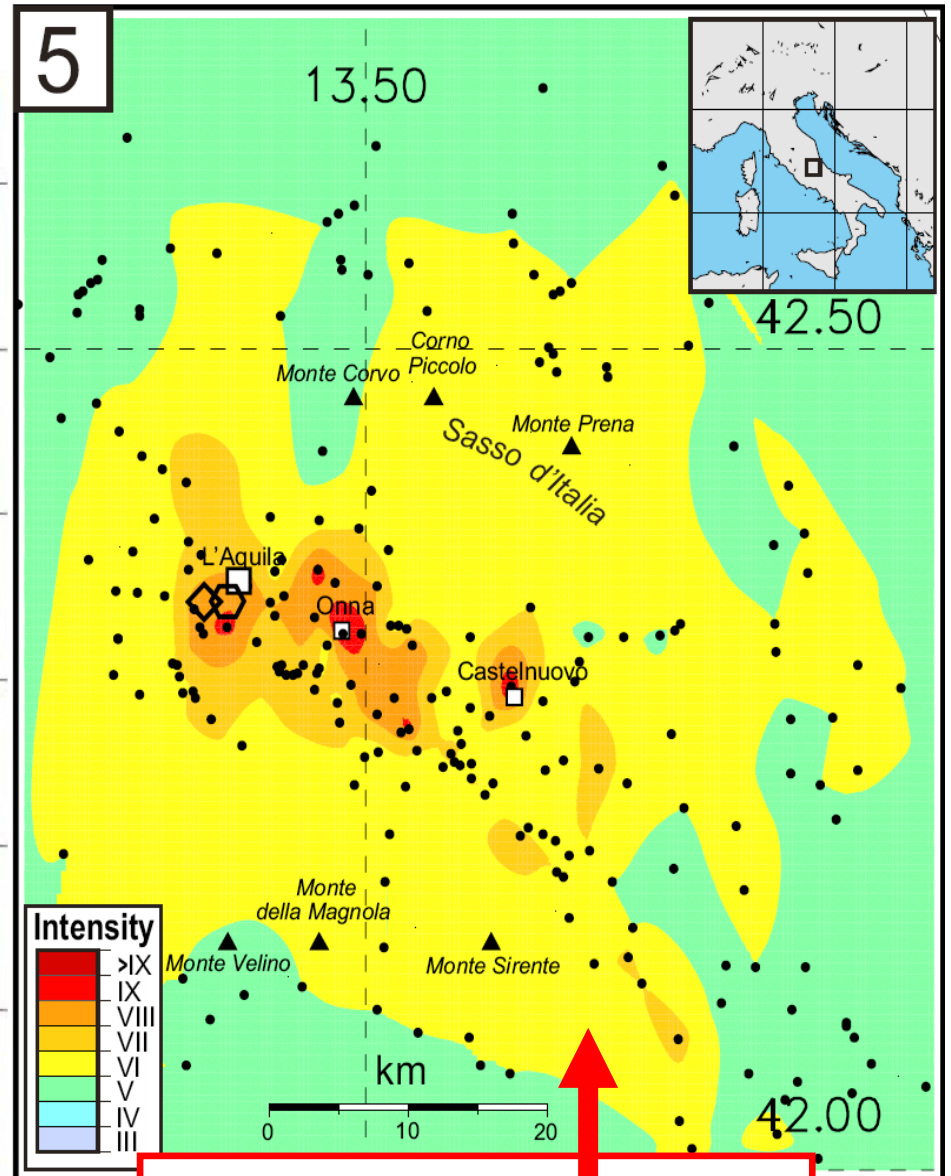 5
13.50
42.50
Corno
Piccolo
Monte Corvo
Monte Prena
Sasso d'Italia
L'Aquila
Onna
Castelnuovo
Monte
della Magnola
Monte Velino
Monte Sirente
Intensity
>IX
IX
VIII
VII
VI
V
IV
III
km
0 10 20
42.00